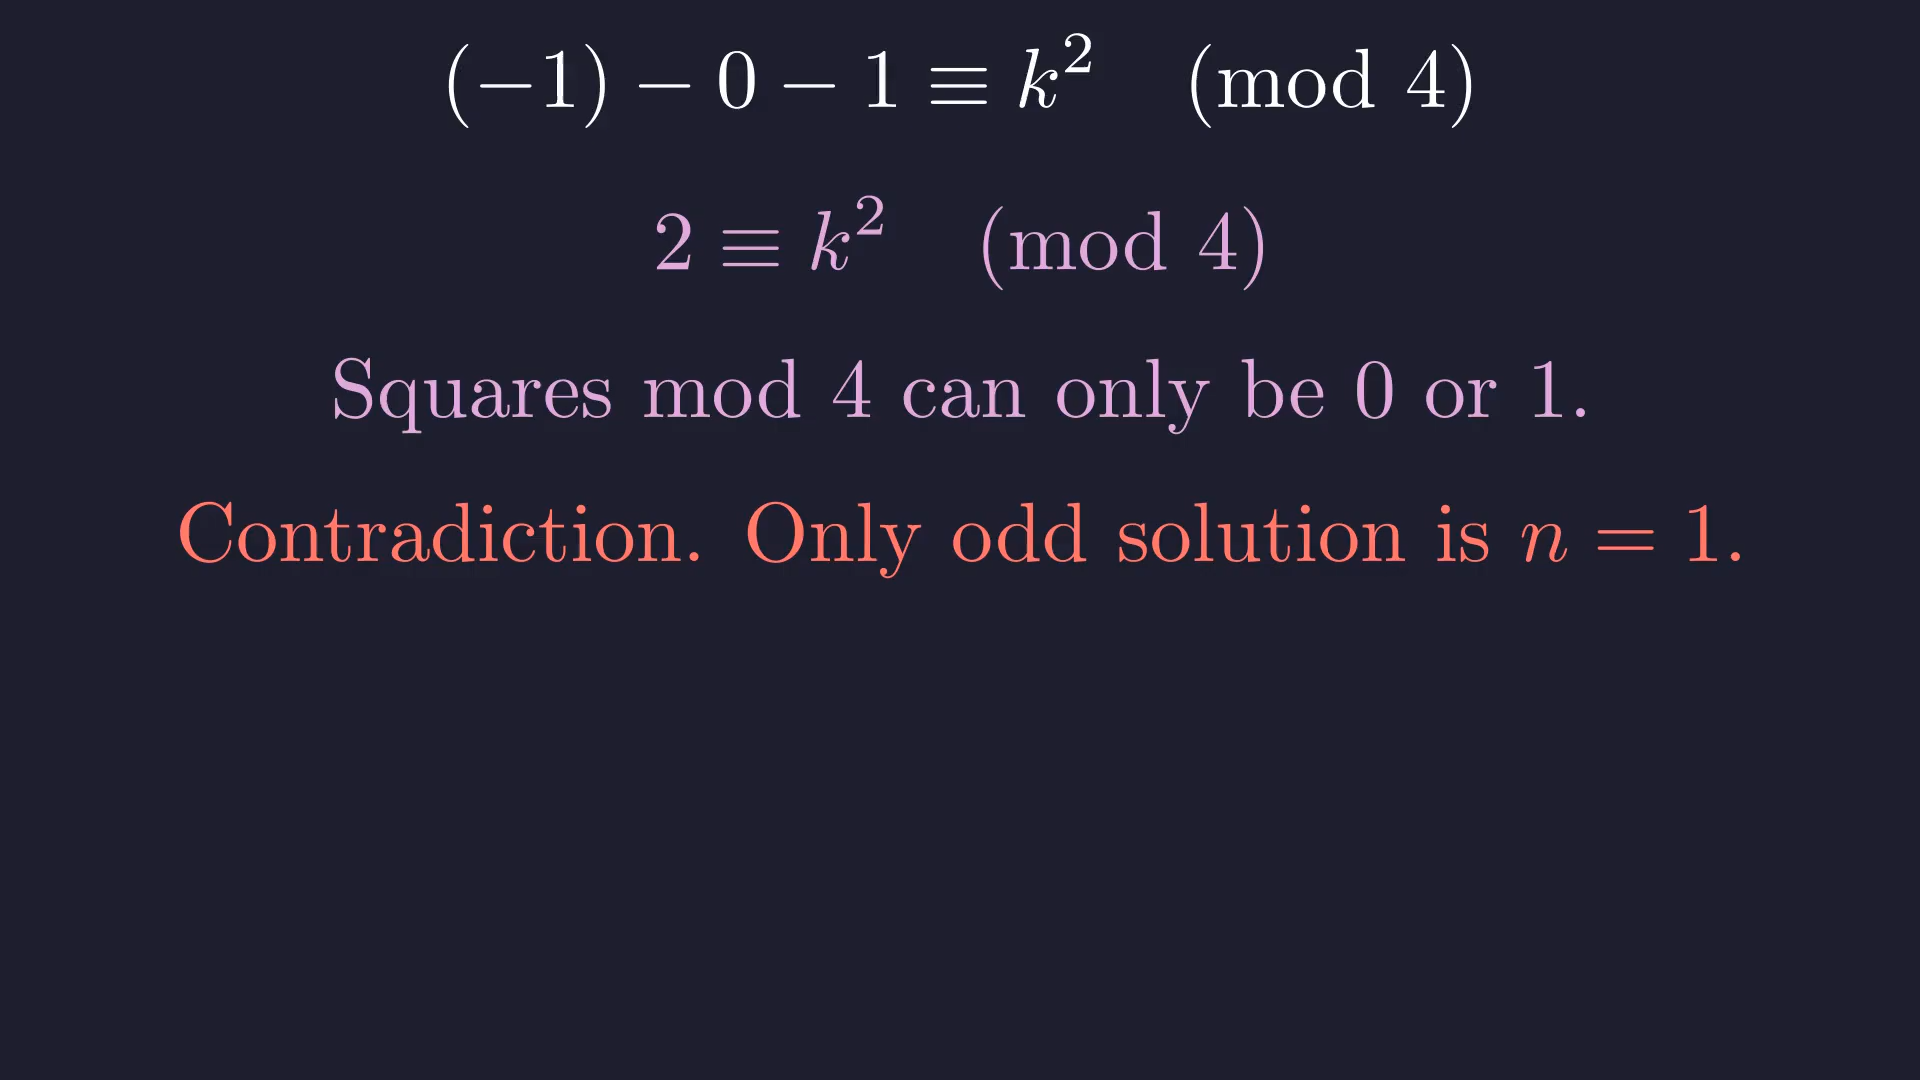 (−1) − 0 − 1 ≡ k² (mod 4)
2 ≡ k² (mod 4)
Squares mod 4 can only be 0 or 1.
Contradiction. Only odd solution is n = 1.